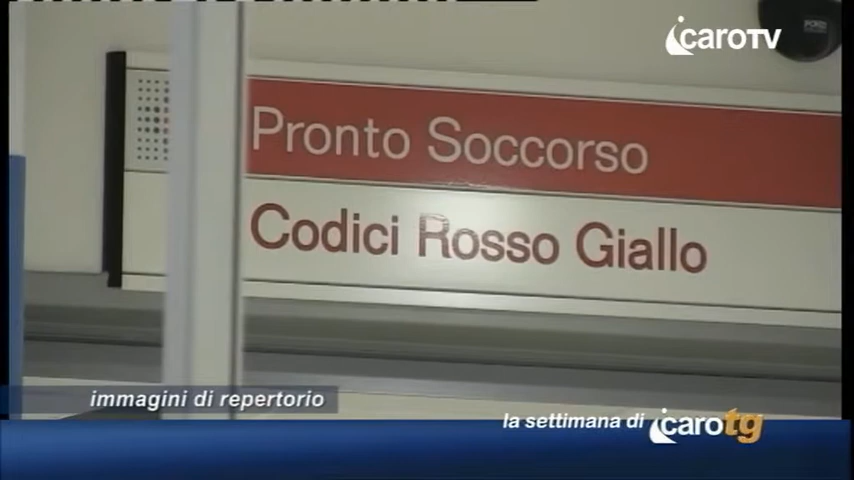 icaroTV
Pronto Soccorso
Codici Rosso Giallo
immagini di repertorio
la settimana di icarotg